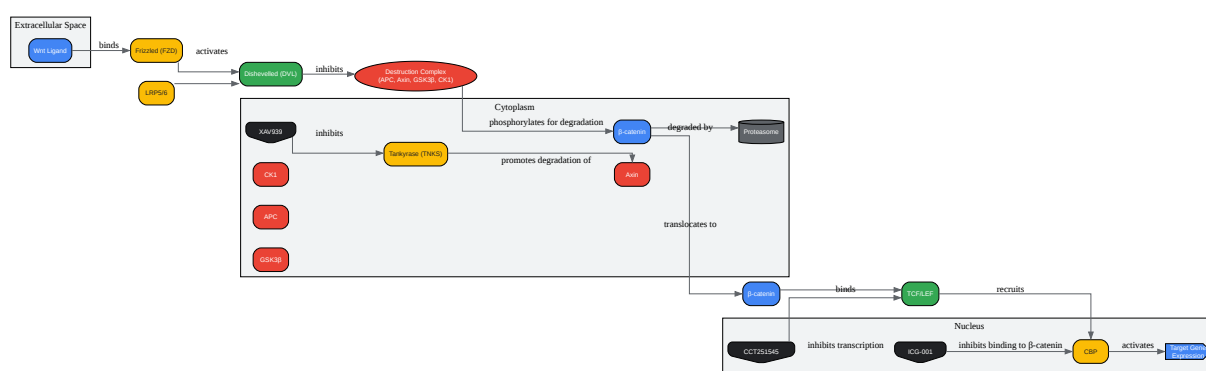 Extracellular Space
Wnt Ligand
binds
Frizzled (FZD)
activates
LRP5/6
Dishevelled (DVL)
inhibits
Destruction Complex
(APC, Axin, GSK3β, CK1)
Cytoplasm
phosphorylates for degradation
XAV939
inhibits
β-catenin
degraded by
Proteasome
Tankyrase (TNKS)
promotes degradation of
CK1
Axin
APC
translocates to
GSK3β
β-catenin
binds
TCF/LEF
recruits
Nucleus
CCT251545
inhibits transcription
ICG-001
inhibits binding to β-catenin
CBP
activates
Target Gene
Expression